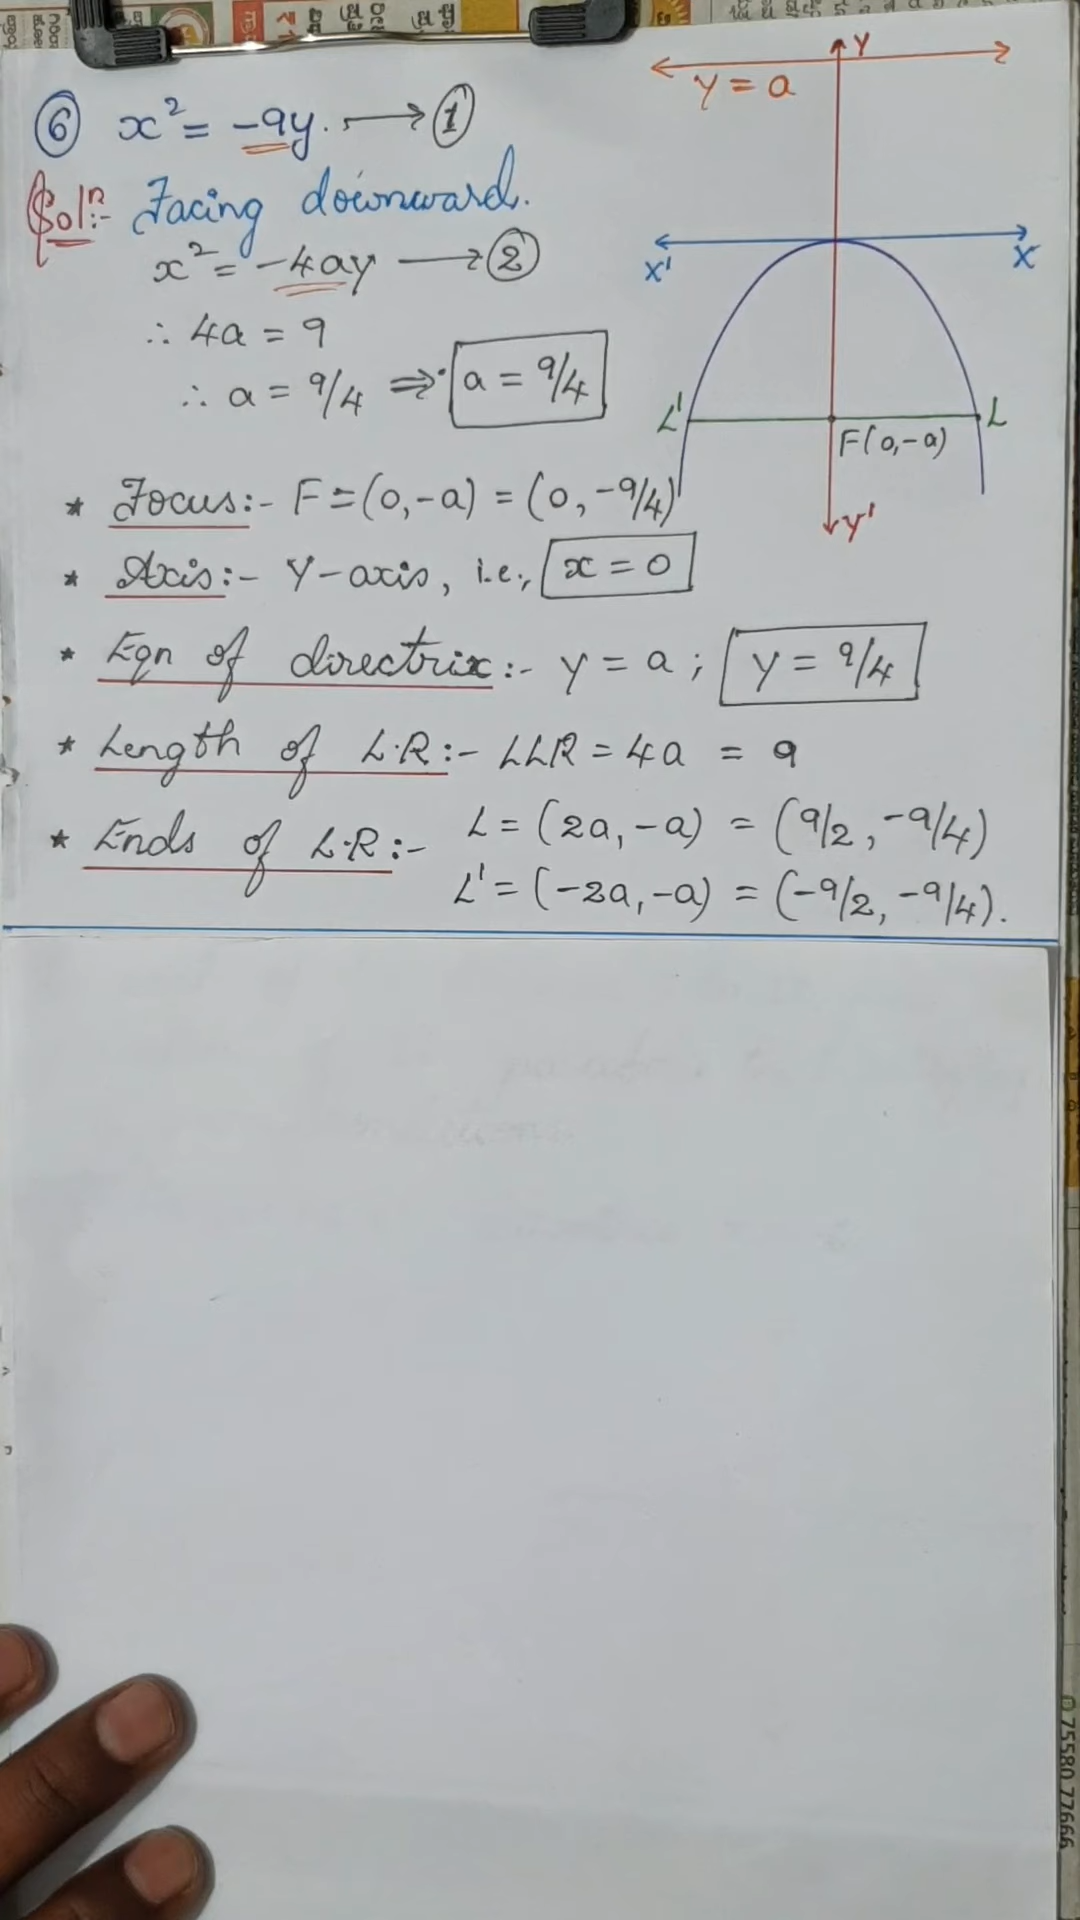 ⑥ x² = -9y. → ①
Solⁿ:- Facing downward.
x² = -4ay → ②
∴ 4a = 9
∴ a = 9/4 ⇒ a = 9/4
y = a
Y
X'
X
L'
L
F(0,-a)
Y'
* Focus:- F = (0,-a) = (0, -9/4)
* Axis:- Y-axis, i.e., x = 0
* Eqn of directrix:- y = a ; y = 9/4
* Length of L.R:- LLR = 4a = 9
* Ends of L.R:- L = (2a, -a) = (9/2, -9/4)
L' = (-2a, -a) = (-9/2, -9/4).
75580 77666